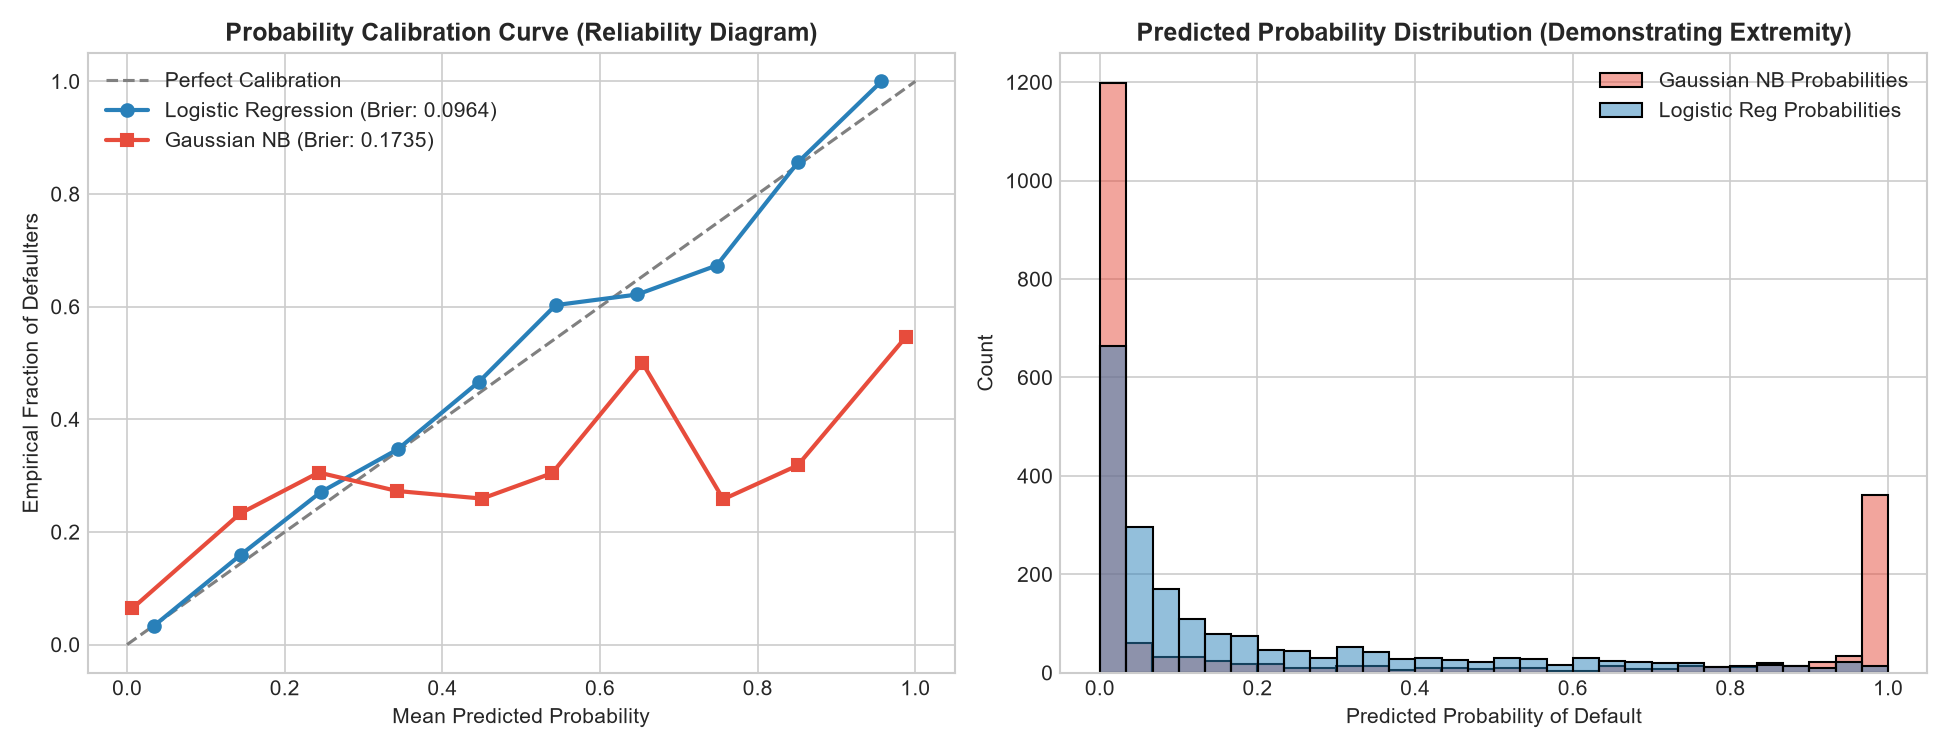 Probability Calibration Curve (Reliability Diagram)
Perfect Calibration
Logistic Regression (Brier: 0.0964)
Gaussian NB (Brier: 0.1735)
Empirical Fraction of Defaulters
1.0
0.8
0.6
0.4
0.2
0.0
0.0 0.2 0.4 0.6 0.8 1.0
Mean Predicted Probability
Predicted Probability Distribution (Demonstrating Extremity)
Gaussian NB Probabilities
Logistic Reg Probabilities
Count
1200
1000
800
600
400
200
0
0.0 0.2 0.4 0.6 0.8 1.0
Predicted Probability of Default